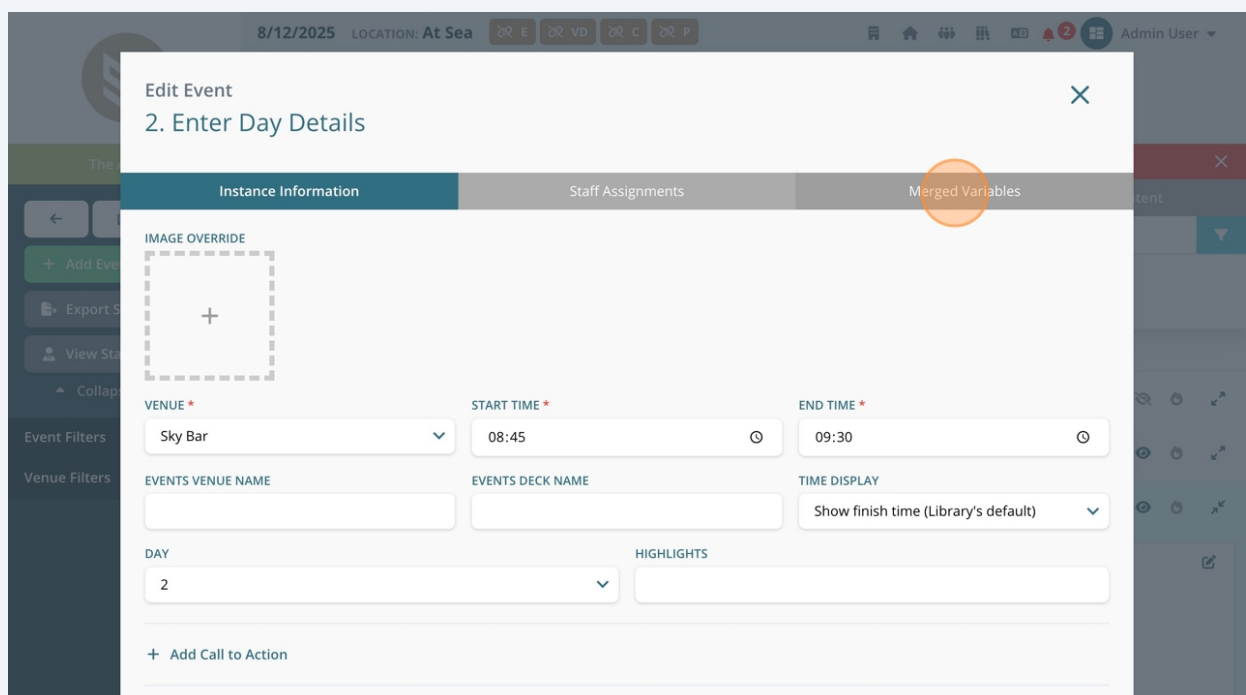 8/12/2025 LOCATION: At Sea E VD C P 2 Admin User
Edit Event
2. Enter Day Details
The
Instance Information Staff Assignments Merged Variables
IMAGE OVERRIDE
+ Add Eve
Export S
View Sta
Collap
VENUE * START TIME * END TIME *
Sky Bar 08:45 09:30
Event Filters
Venue Filters
EVENTS VENUE NAME EVENTS DECK NAME TIME DISPLAY
Show finish time (Library's default)
DAY HIGHLIGHTS
2
+ Add Call to Action